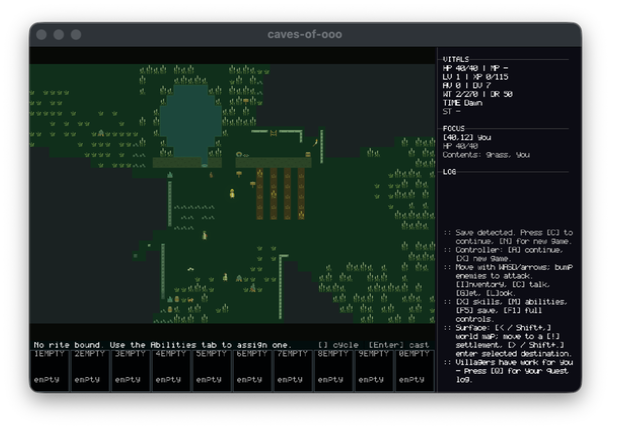 caves-of-ooo
VITALS
HP 40/40 | MP -
LV 1 | XP 0/115
AV 0 | DV 7
WT 2/270 | DR 50
TIME Dawn
ST -
FOCUS
[40,12] You
HP 40/40
Contents: grass, You
LOG
:: Save detected. Press [C] to
continue, [N] for new game.
:: Controller: [A] continue,
[X] new game.
:: Move with WASD/arrows; bump
enemies to attack.
[I]nventory, [C] talk,
[G]et, [L]ook.
:: [X] skills, [M] abilities,
[F5] save, [F1] full
controls.
:: Surface: [< / Shift+,]
world map; move to a [!]
settlement, [> / Shift+.]
enter selected destination.
:: Villagers have work for you
- Press [Q] for your quest
log.
No rite bound. Use the Abilities tab to assign one.
[] cycle [Enter] cast
1EMPTY 2EMPTY 3EMPTY 4EMPTY 5EMPTY 6EMPTY 7EMPTY 8EMPTY 9EMPTY 0EMPTY
empty empty empty empty empty empty empty empty empty empty